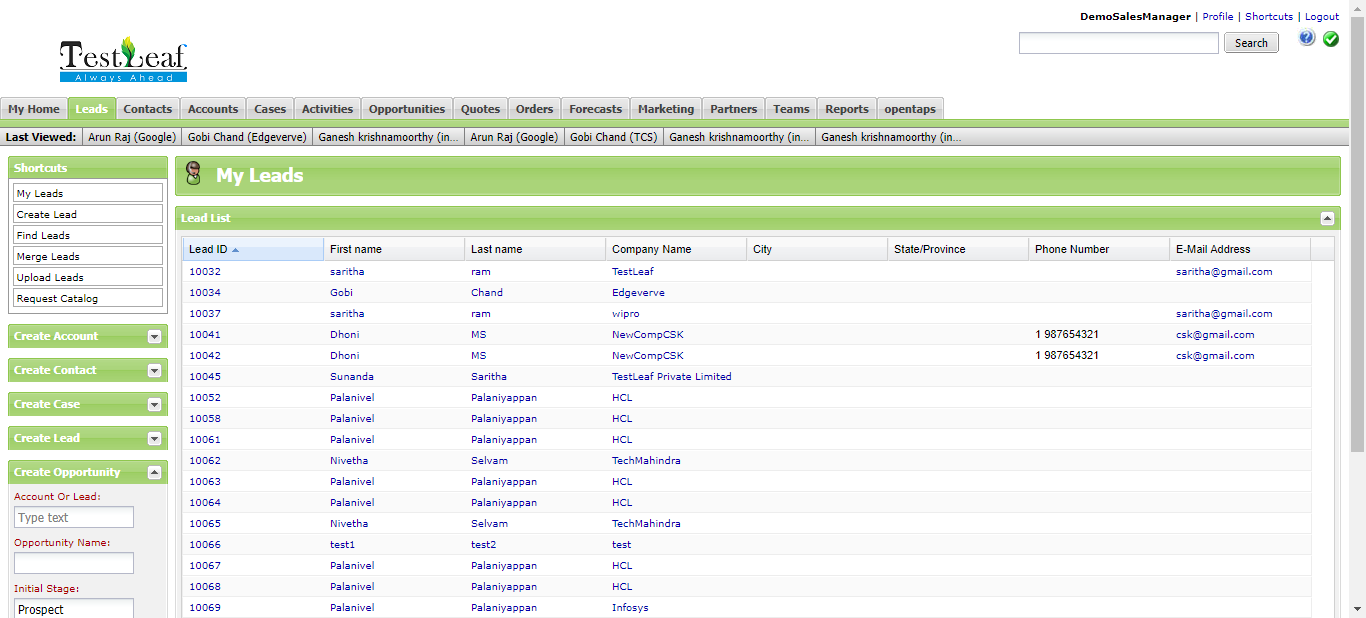 DemoSalesManager | Profile | Shortcuts | Logout
TestLeaf
Always Ahead
Search
My Home Leads Contacts Accounts Cases Activities Opportunities Quotes Orders Forecasts Marketing Partners Teams Reports opentaps
Last Viewed: Arun Raj (Google) Gobi Chand (Edgeverve) Ganesh krishnamoorthy (in... Arun Raj (Google) Gobi Chand (TCS) Ganesh krishnamoorthy (in... Ganesh krishnamoorthy (in...
Shortcuts
My Leads
Create Lead
Find Leads
Merge Leads
Upload Leads
Request Catalog
Create Account
Create Contact
Create Case
Create Lead
Create Opportunity
Account Or Lead:
Type text
Opportunity Name:
Initial Stage:
Prospect
My Leads
Lead List
Lead ID First name Last name Company Name City State/Province Phone Number E-Mail Address
10032 saritha ram TestLeaf saritha@gmail.com
10034 Gobi Chand Edgeverve
10037 saritha ram wipro saritha@gmail.com
10041 Dhoni MS NewCompCSK 1 987654321 csk@gmail.com
10042 Dhoni MS NewCompCSK 1 987654321 csk@gmail.com
10045 Sunanda Saritha TestLeaf Private Limited
10052 Palanivel Palaniyappan HCL
10058 Palanivel Palaniyappan HCL
10061 Palanivel Palaniyappan HCL
10062 Nivetha Selvam TechMahindra
10063 Palanivel Palaniyappan HCL
10064 Palanivel Palaniyappan HCL
10065 Nivetha Selvam TechMahindra
10066 test1 test2 test
10067 Palanivel Palaniyappan HCL
10068 Palanivel Palaniyappan HCL
10069 Palanivel Palaniyappan Infosys